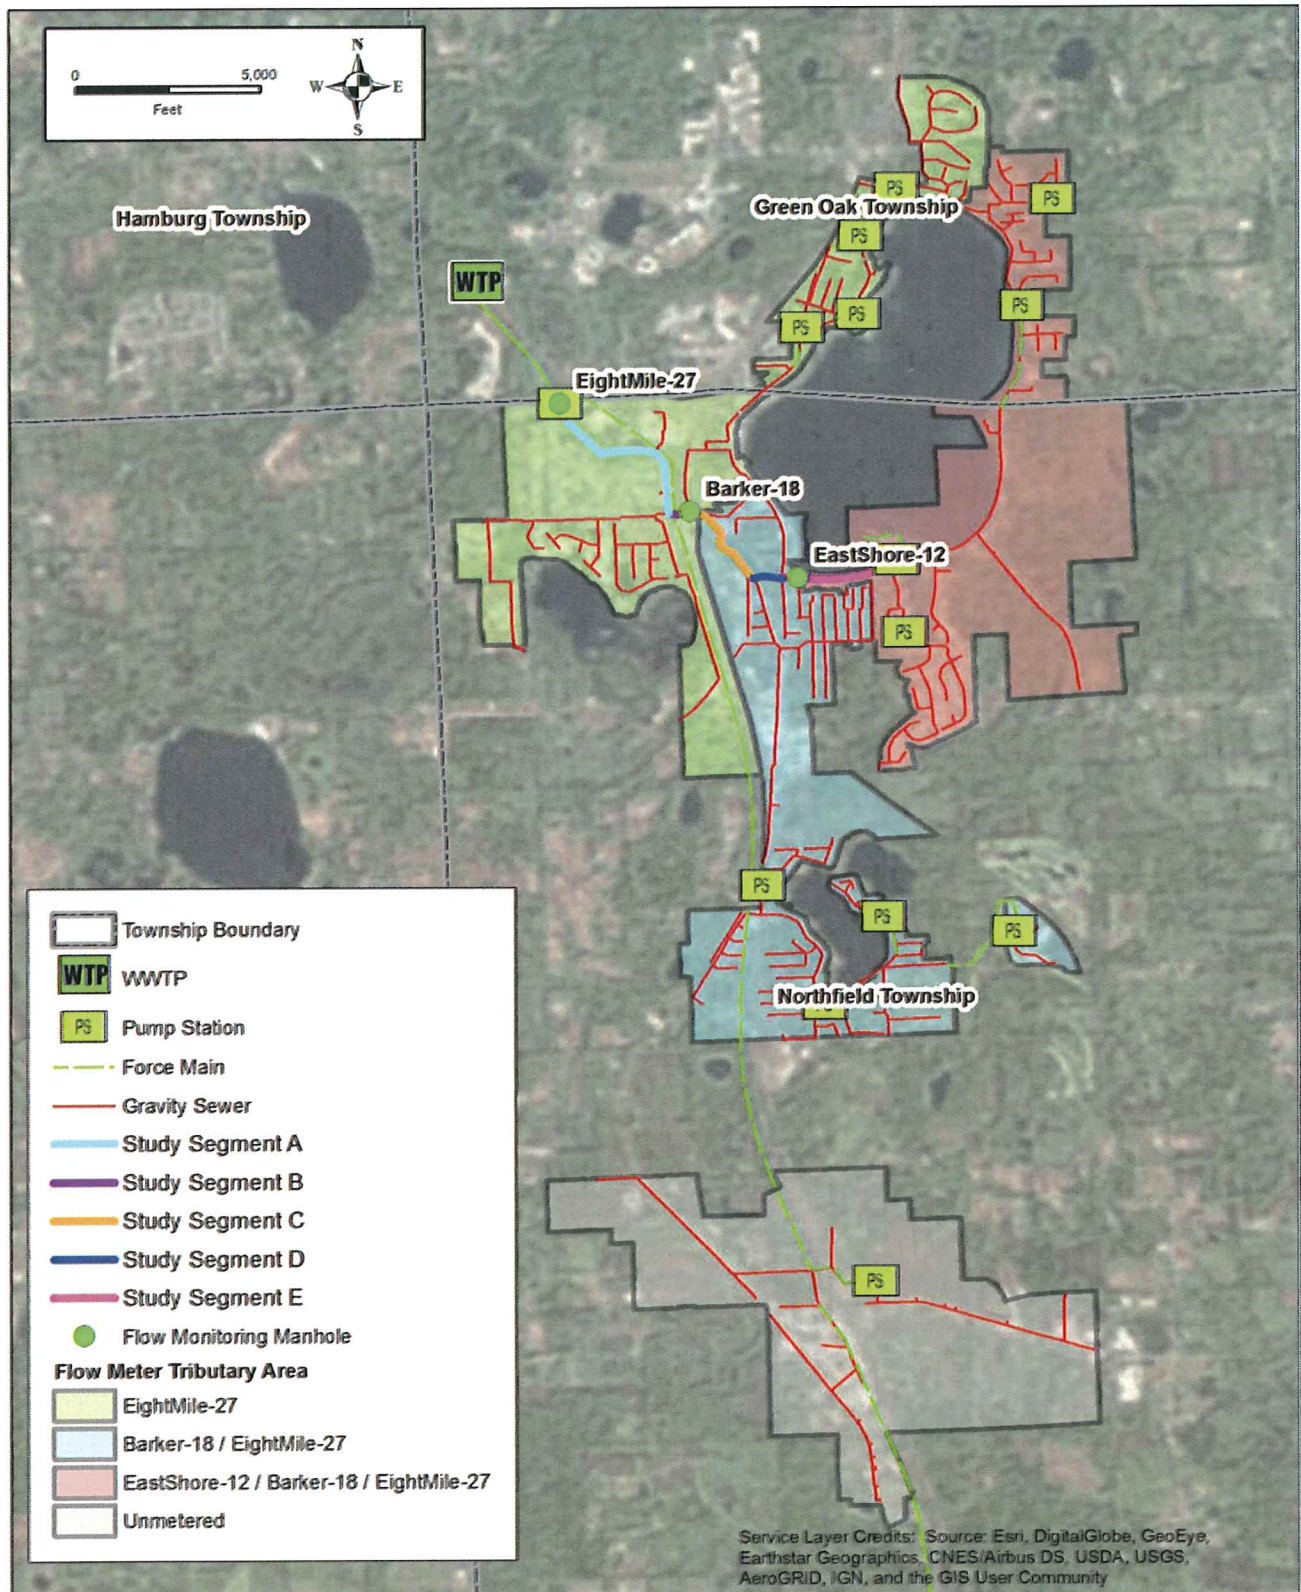 N
W E
S
0 5,000
Feet
Hamburg Township
Green Oak Township
PS
PS
PS
PS
PS
PS
WTP
EightMile-27
Barker-18
EastShore-12
PS
PS
PS
PS
Northfield Township
PS
Township Boundary
WTP WWTP
PS Pump Station
Force Main
Gravity Sewer
Study Segment A
Study Segment B
Study Segment C
Study Segment D
Study Segment E
Flow Monitoring Manhole
Flow Meter Tributary Area
EightMile-27
Barker-18 / EightMile-27
EastShore-12 / Barker-18 / EightMile-27
Unmetered
Service Layer Credits: Source: Esri, DigitalGlobe, GeoEye,
Earthstar Geographics, CNES/Airbus DS, USDA, USGS,
AeroGRID, IGN, and the GIS User Community